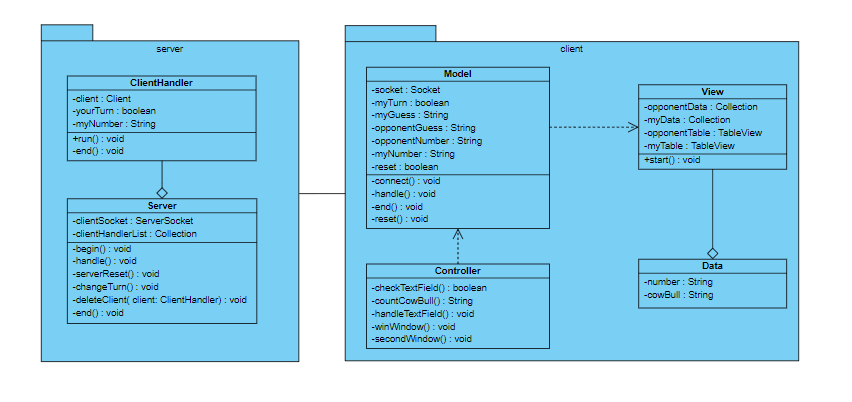 server
ClientHandler
-client : Client
-yourTurn : boolean
-myNumber : String
+run() : void
-end() : void
Server
-clientSocket : ServerSocket
-clientHandlerList : Collection
-begin() : void
-handle() : void
-serverReset() : void
-changeTurn() : void
-deleteClient( client: ClientHandler) : void
-end() : void
client
Model
-socket : Socket
-myTurn : boolean
-myGuess : String
-opponentGuess : String
-opponentNumber : String
-myNumber : String
-reset : boolean
-connect() : void
-handle() : void
-end() : void
-reset() : void
Controller
-checkTextField() : boolean
-countCowBull() : String
-handleTextField() : void
-winWindow() : void
-secondWindow() : void
View
-opponentData : Collection
-myData : Collection
-opponentTable : TableView
-myTable : TableView
+start() : void
Data
-number : String
-cowBull : String